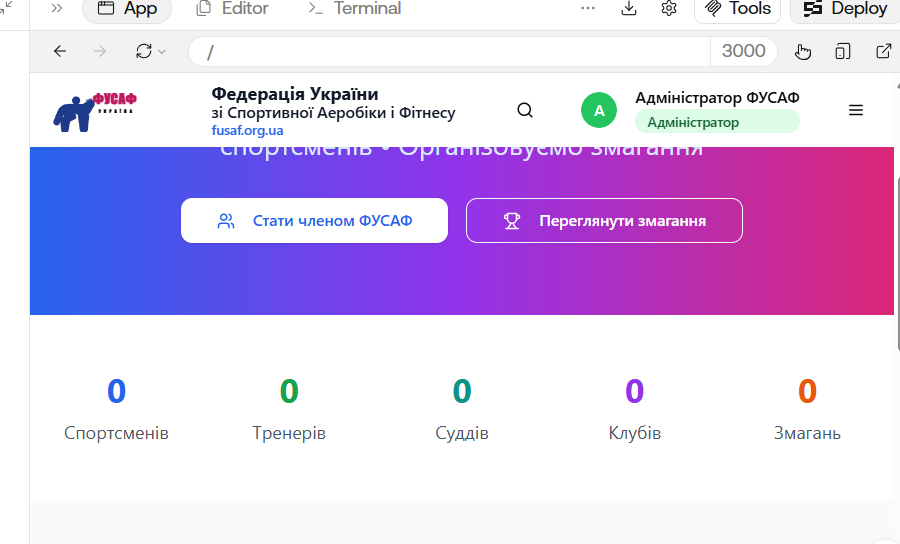 App
Editor
Terminal
Tools
Deploy
/
3000
ФУСАФ
УКРАЇНА
Федерація України
зі Спортивної Аеробіки і Фітнесу
fusaf.org.ua
А
Адміністратор ФУСАФ
Адміністратор
спортсменів • Організовуємо змагання
Стати членом ФУСАФ
Переглянути змагання
0
Спортсменів
0
Тренерів
0
Суддів
0
Клубів
0
Змагань